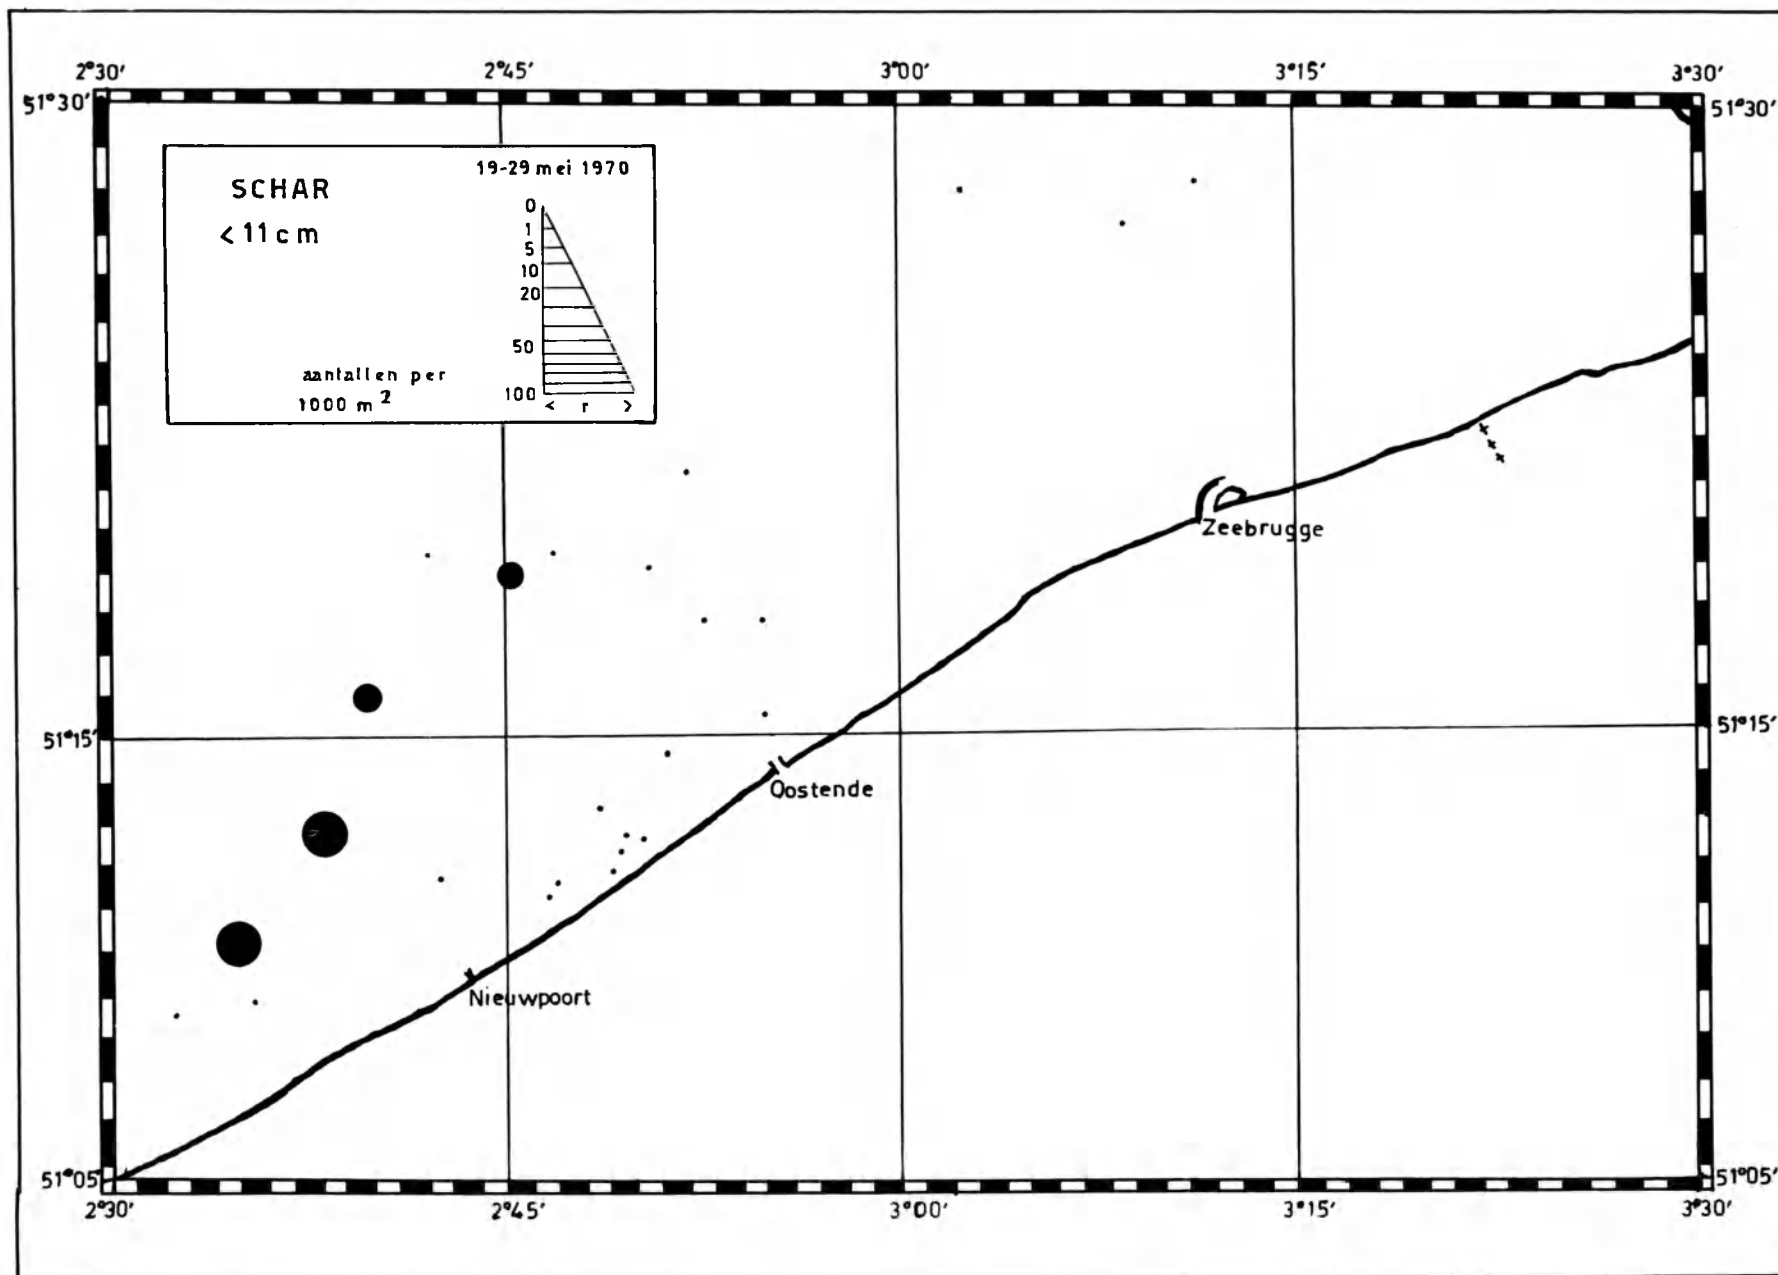 2°30′ 2°45′ 3°00′ 3°15′ 3°30′
51°30′ 51°30′
19-29 mei 1970
SCHAR
<11cm
0
1
5
10
20
50
100
aantallen per
1000 m²
< r >
Zeebrugge
51°15′ 51°15′
Oostende
Nieuwpoort
51°05′ 51°05′
2°30′ 2°45′ 3°00′ 3°15′ 3°30′